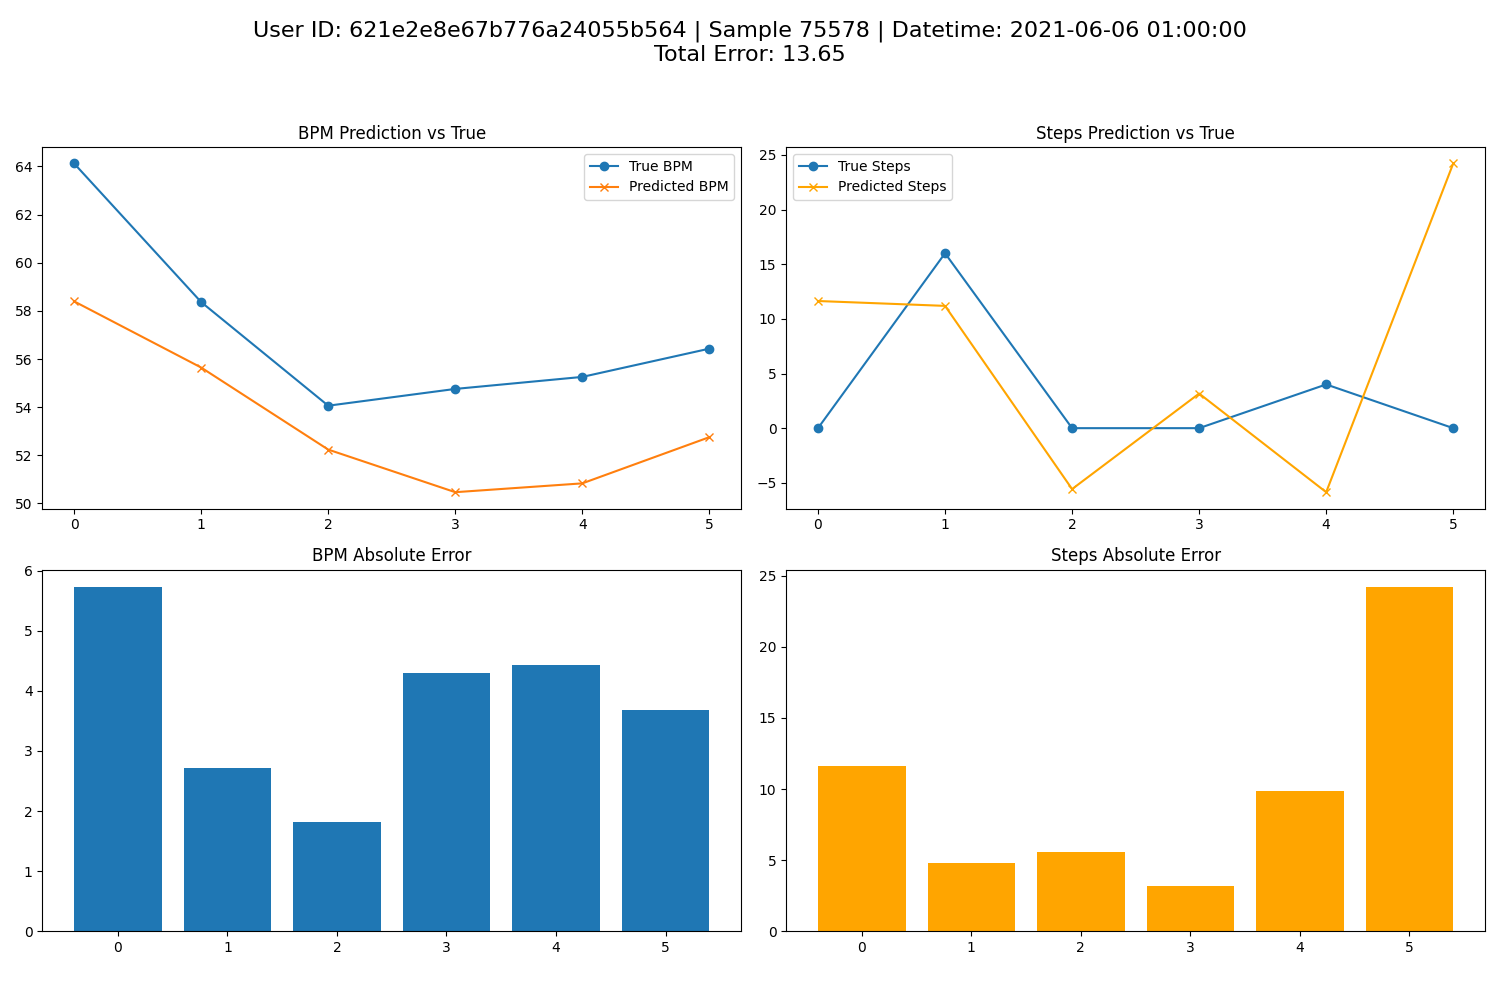 User ID: 621e2e8e67b776a24055b564 | Sample 75578 | Datetime: 2021-06-06 01:00:00
Total Error: 13.65
BPM Prediction vs True
64
62
60
58
56
54
52
50
True BPM
Predicted BPM
0 1 2 3 4 5
Steps Prediction vs True
25
20
15
10
5
0
−5
True Steps
Predicted Steps
0 1 2 3 4 5
BPM Absolute Error
6
5
4
3
2
1
0
0 1 2 3 4 5
Steps Absolute Error
25
20
15
10
5
0
0 1 2 3 4 5